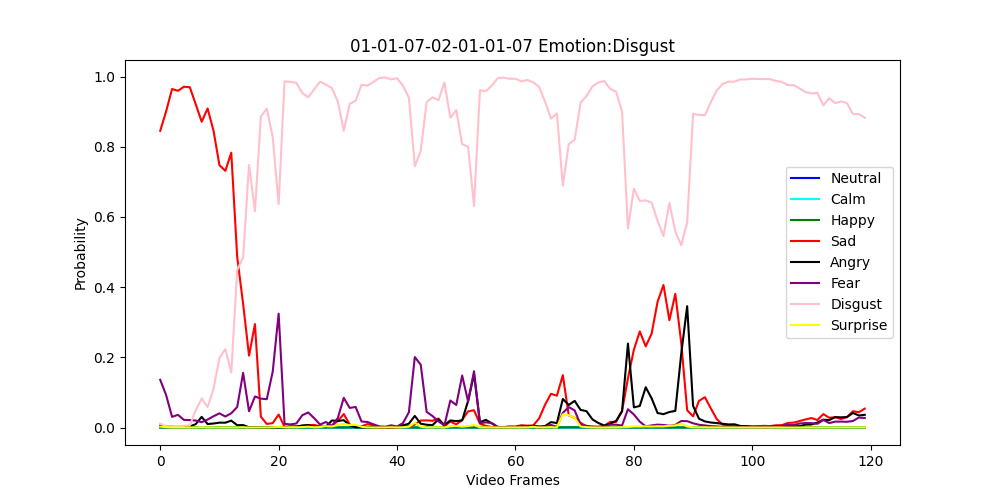 01-01-07-02-01-01-07 Emotion:Disgust
1.0
0.8
0.6
0.4
0.2
0.0
Probability
0
20
40
60
80
100
120
Video Frames
Neutral
Calm
Happy
Sad
Angry
Fear
Disgust
Surprise